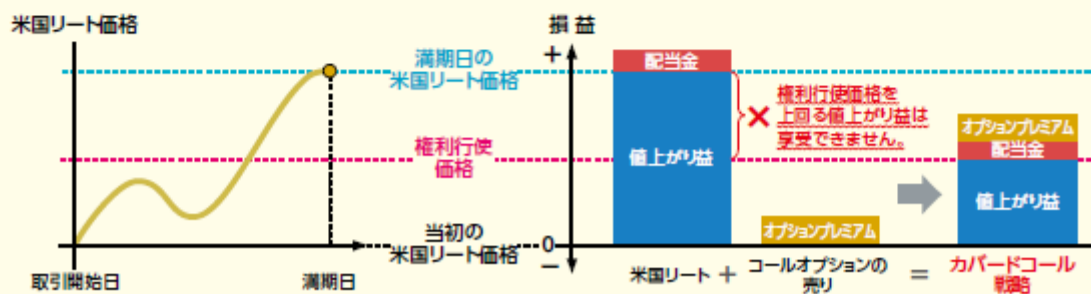 米国リート価格
満期日の
米国リート価格
権利行使
価格
当初の
米国リート価格
取引開始日
満期日
損益
+
0
−
配当金
値上がり益
×
権利行使価格を
上回る値上がり益は
享受できません。
オプションプレミアム
オプションプレミアム
配当金
値上がり益
米国リート
+
コールオプションの
売り
=
カバードコール
戦略